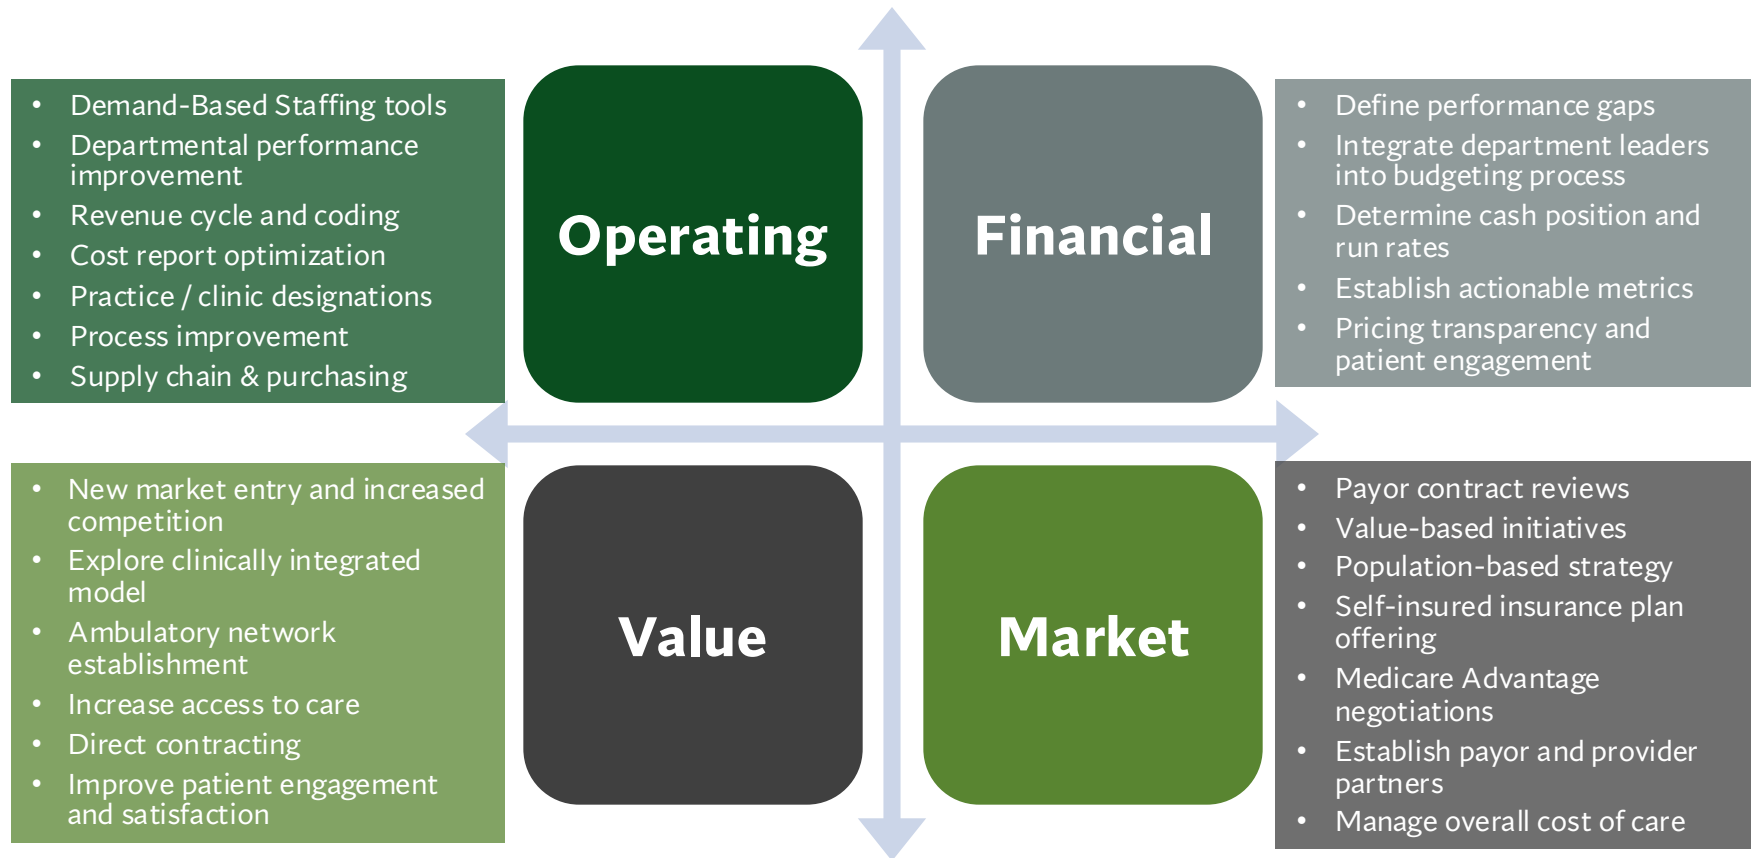 • Demand-Based Staffing tools
• Departmental performance
improvement
• Revenue cycle and coding
• Cost report optimization
• Practice / clinic designations
• Process improvement
• Supply chain & purchasing
Operating
Financial
• Define performance gaps
• Integrate department leaders
into budgeting process
• Determine cash position and
run rates
• Establish actionable metrics
• Pricing transparency and
patient engagement
• New market entry and increased
competition
• Explore clinically integrated
model
• Ambulatory network
establishment
• Increase access to care
• Direct contracting
• Improve patient engagement
and satisfaction
Value
Market
• Payor contract reviews
• Value-based initiatives
• Population-based strategy
• Self-insured insurance plan
offering
• Medicare Advantage
negotiations
• Establish payor and provider
partners
• Manage overall cost of care